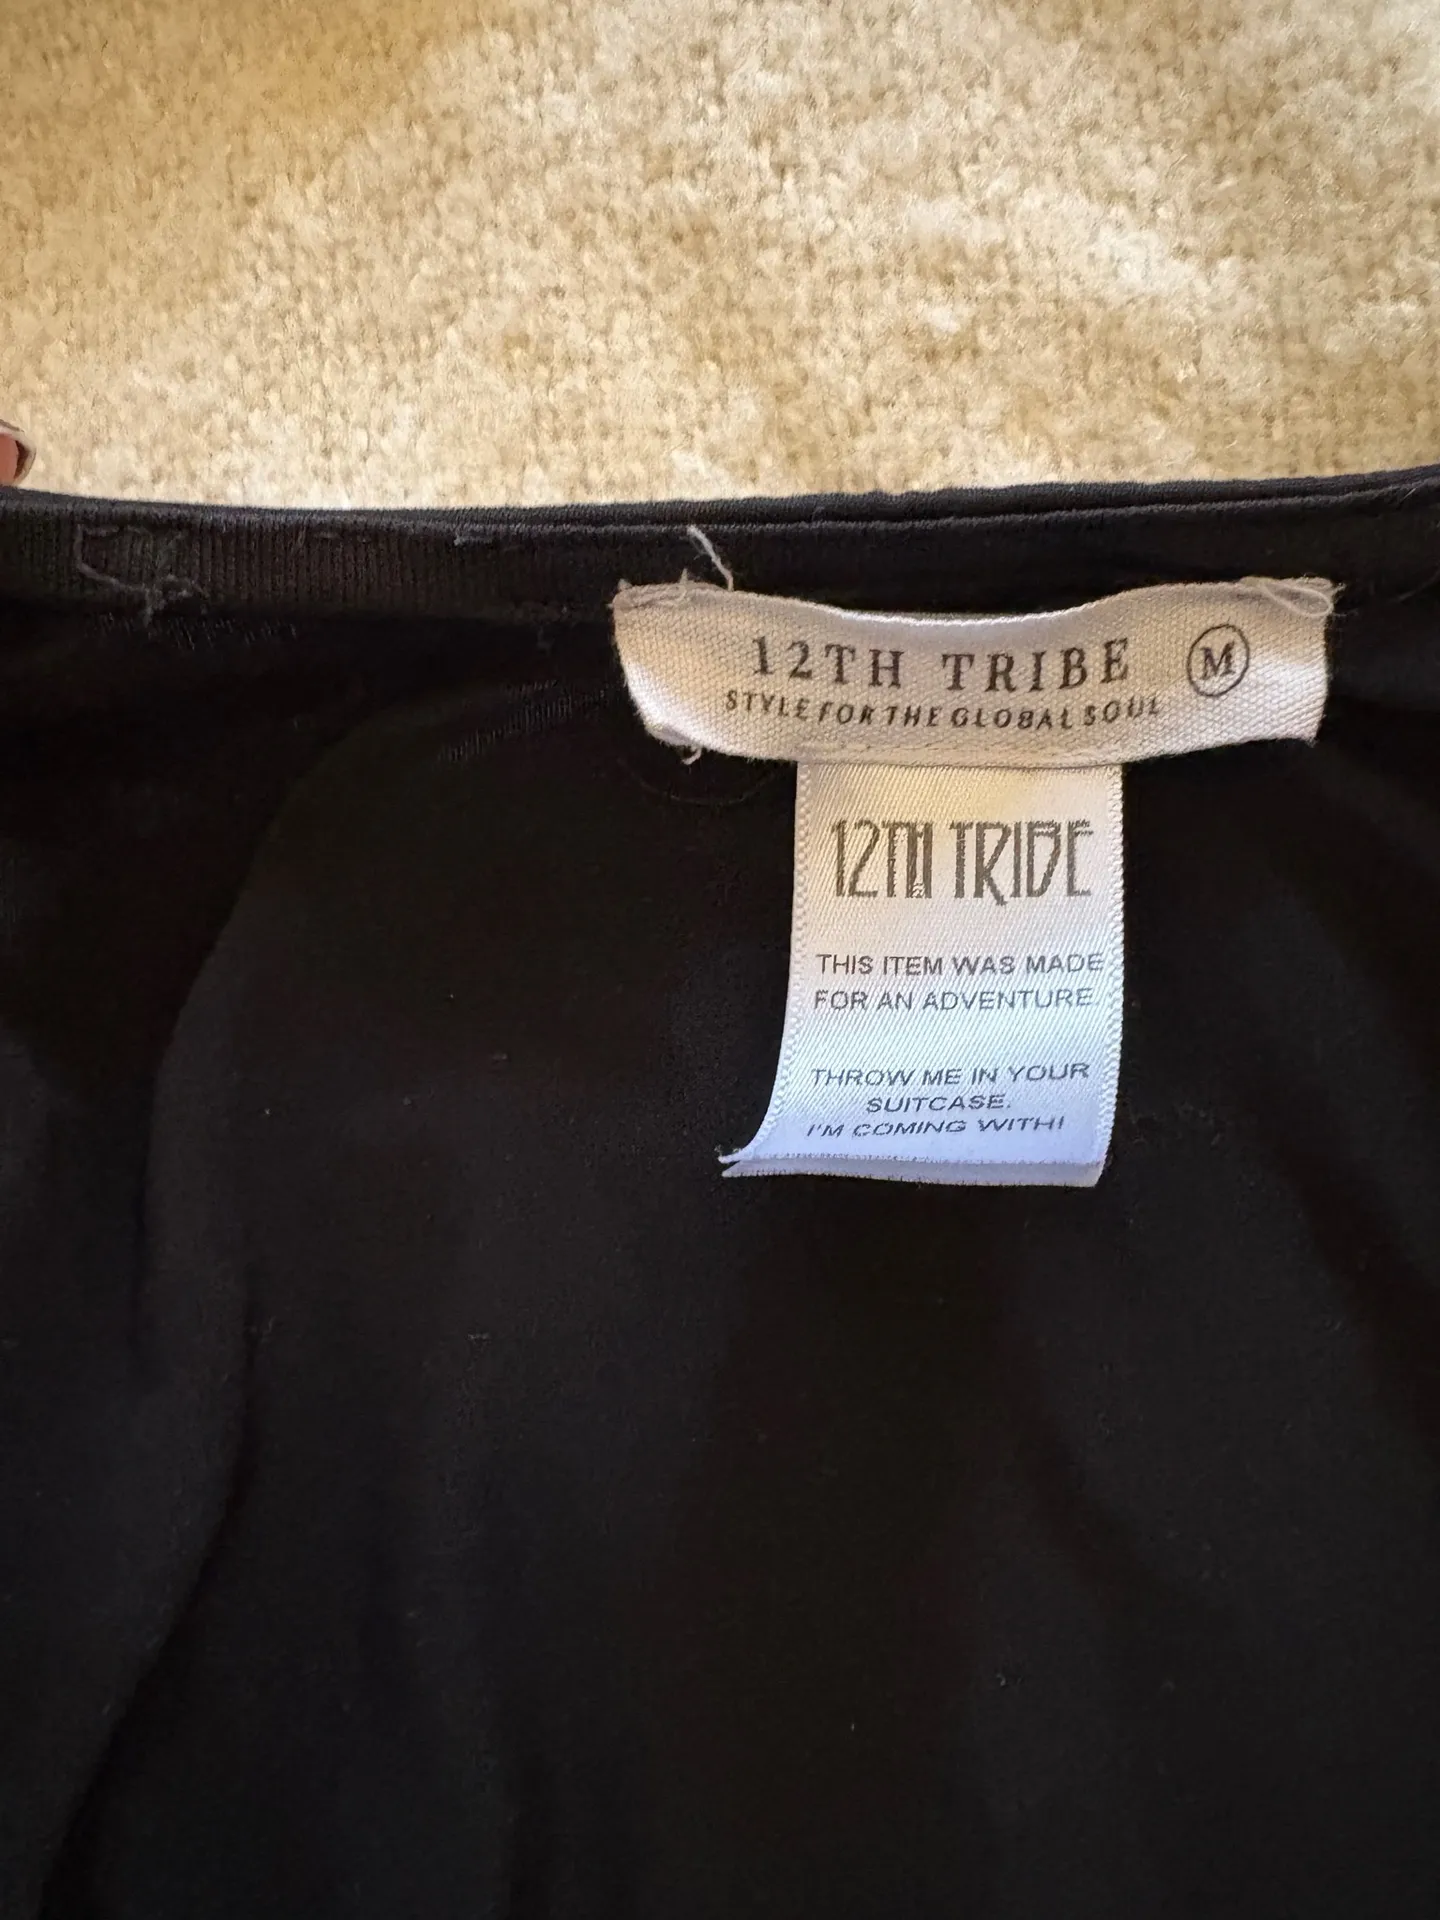 12TH TRIBE M
STYLE FOR THE GLOBAL SOUL
12TH TRIBE
THIS ITEM WAS MADE
FOR AN ADVENTURE.
THROW ME IN YOUR
SUITCASE.
I'M COMING WITH!